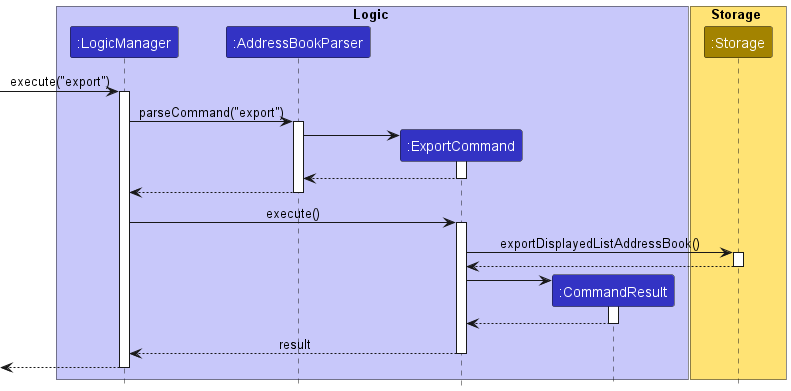 Logic
Storage
:LogicManager
:AddressBookParser
:Storage
execute("export")
parseCommand("export")
:ExportCommand
execute()
exportDisplayedListAddressBook()
:CommandResult
result